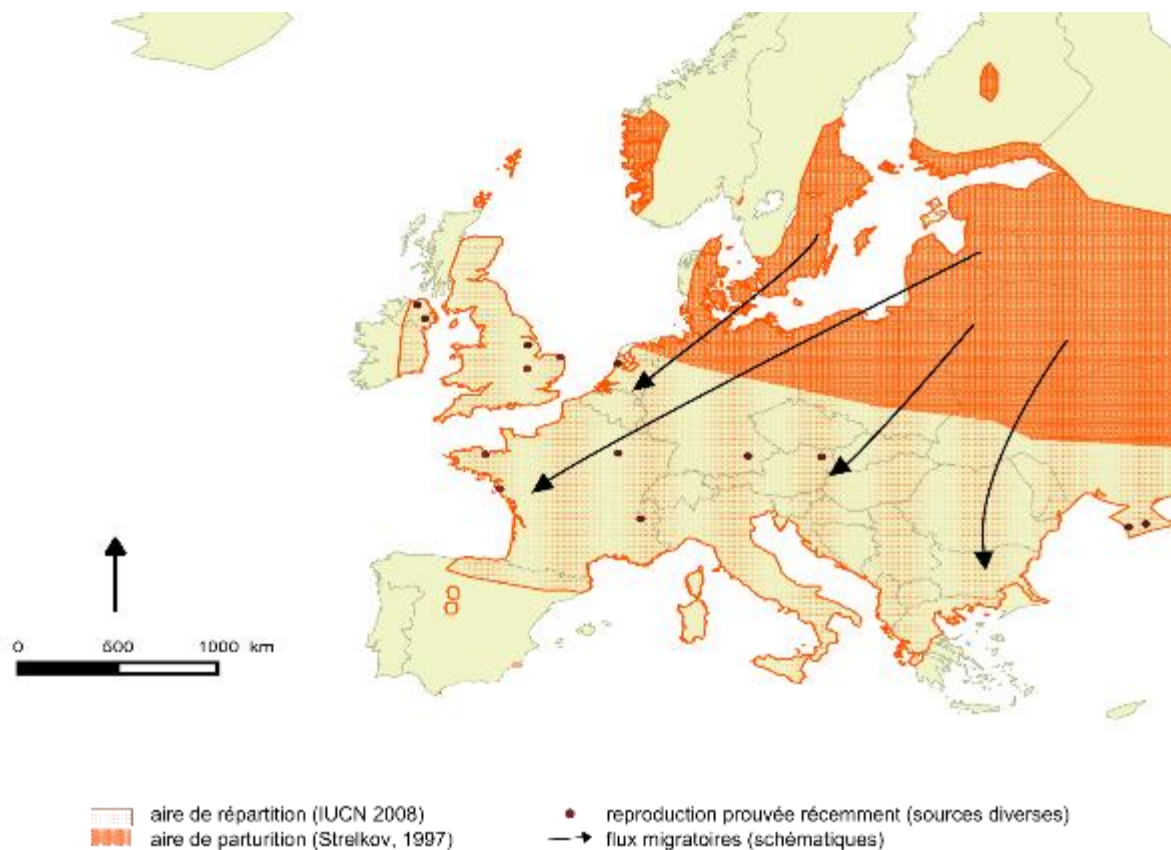 0 500 1000 km
aire de répartition (IUCN 2008)
reproduction prouvée récemment (sources diverses)
aire de parturition (Strelkov, 1997)
flux migratoires (schématiques)